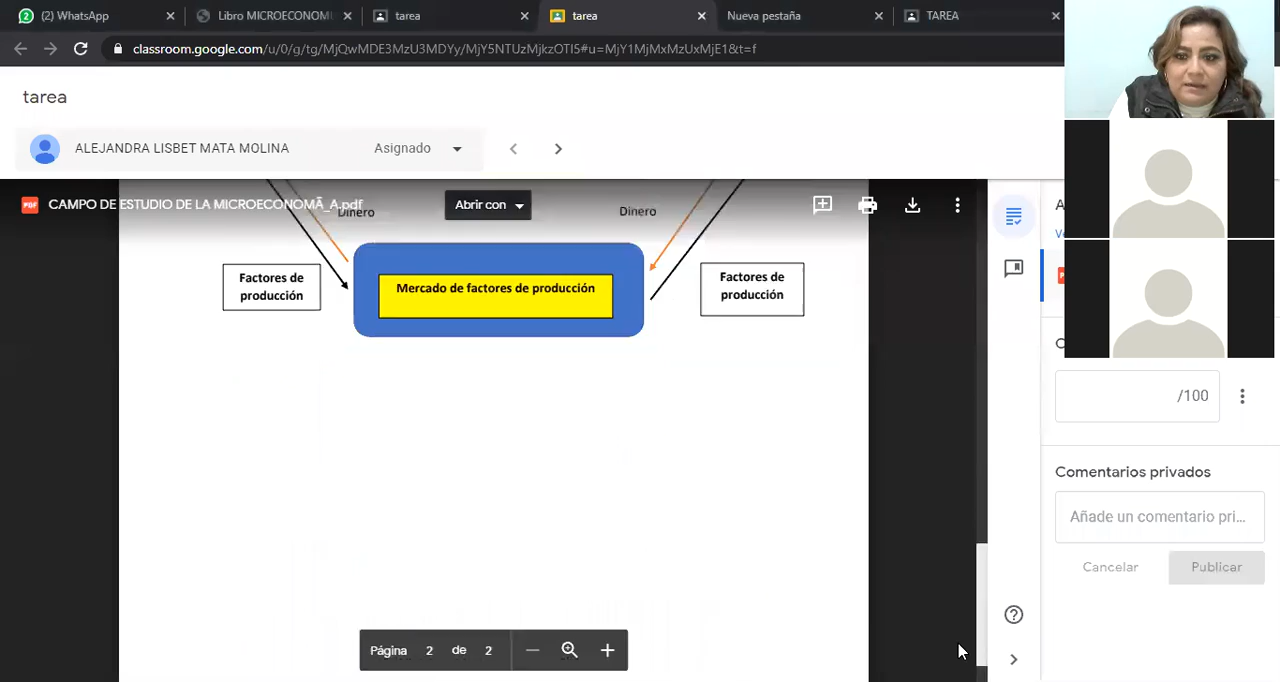 (2) WhatsApp
Libro MICROECONOMI
tarea
tarea
Nueva pestaña
TAREA
classroom.google.com/u/0/g/tg/MjQwMDE3MzU3MDYy/MjY5NTUzMjkzOTI5#u=MjY1MjMxMzUxMjE1&t=f
tarea
ALEJANDRA LISBET MATA MOLINA
Asignado
PDF
CAMPO DE ESTUDIO DE LA MICROECONOMÃ_A.pdf
Abrir con
Dinero
Dinero
Factores de
producción
Mercado de factores de producción
Factores de
producción
/100
Comentarios privados
Añade un comentario pri...
Cancelar
Publicar
Página 2 de 2